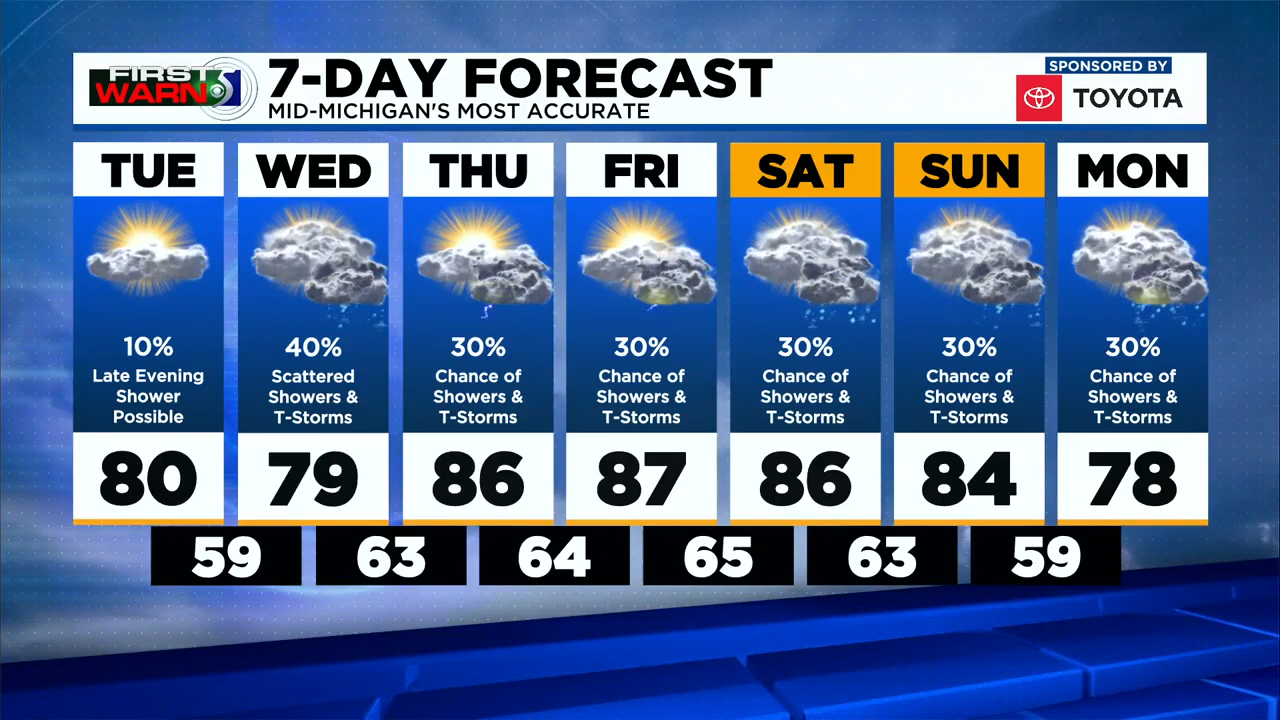 FIRST
WARN 5
7-DAY FORECAST
MID-MICHIGAN'S MOST ACCURATE
SPONSORED BY
TOYOTA
TUE
10%
Late Evening
Shower
Possible
80
WED
40%
Scattered
Showers &
T-Storms
79
THU
30%
Chance of
Showers &
T-Storms
86
FRI
30%
Chance of
Showers &
T-Storms
87
SAT
30%
Chance of
Showers &
T-Storms
86
SUN
30%
Chance of
Showers &
T-Storms
84
MON
30%
Chance of
Showers &
T-Storms
78
59
63
64
65
63
59